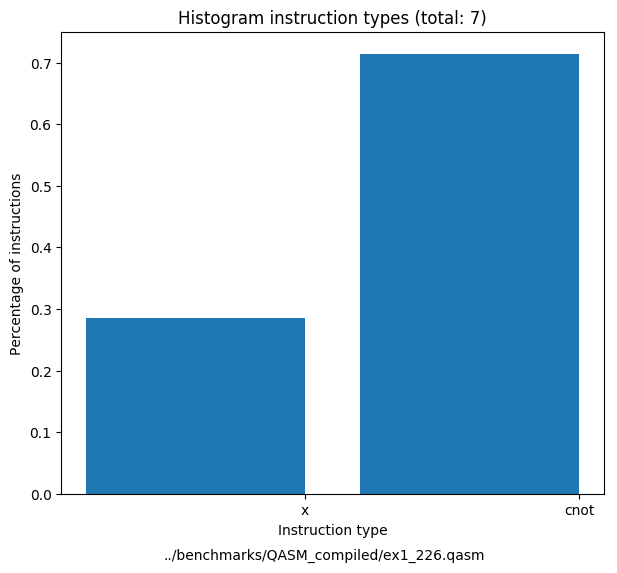 Histogram instruction types (total: 7)
Percentage of instructions
0.7
0.6
0.5
0.4
0.3
0.2
0.1
0.0
x cnot
Instruction type
../benchmarks/QASM_compiled/ex1_226.qasm